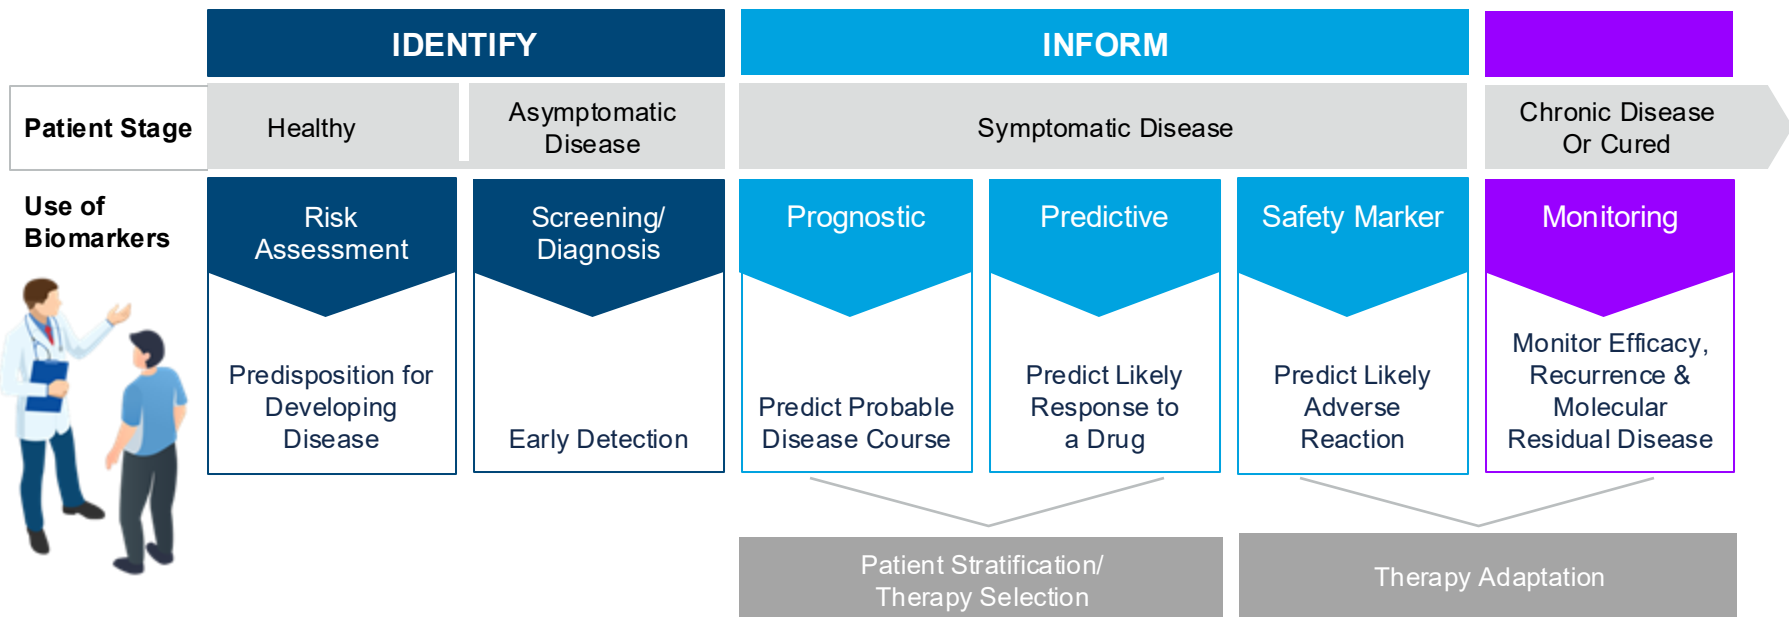 IDENTIFY
INFORM
Patient Stage
Healthy
Asymptomatic
Disease
Symptomatic Disease
Chronic Disease
Or Cured
Use of
Biomarkers
Risk
Assessment
Screening/
Diagnosis
Prognostic
Predictive
Safety Marker
Monitoring
Predisposition for
Developing
Disease
Early Detection
Predict Probable
Disease Course
Predict Likely
Response to
a Drug
Predict Likely
Adverse
Reaction
Monitor Efficacy,
Recurrence &
Molecular
Residual Disease
Patient Stratification/
Therapy Selection
Therapy Adaptation